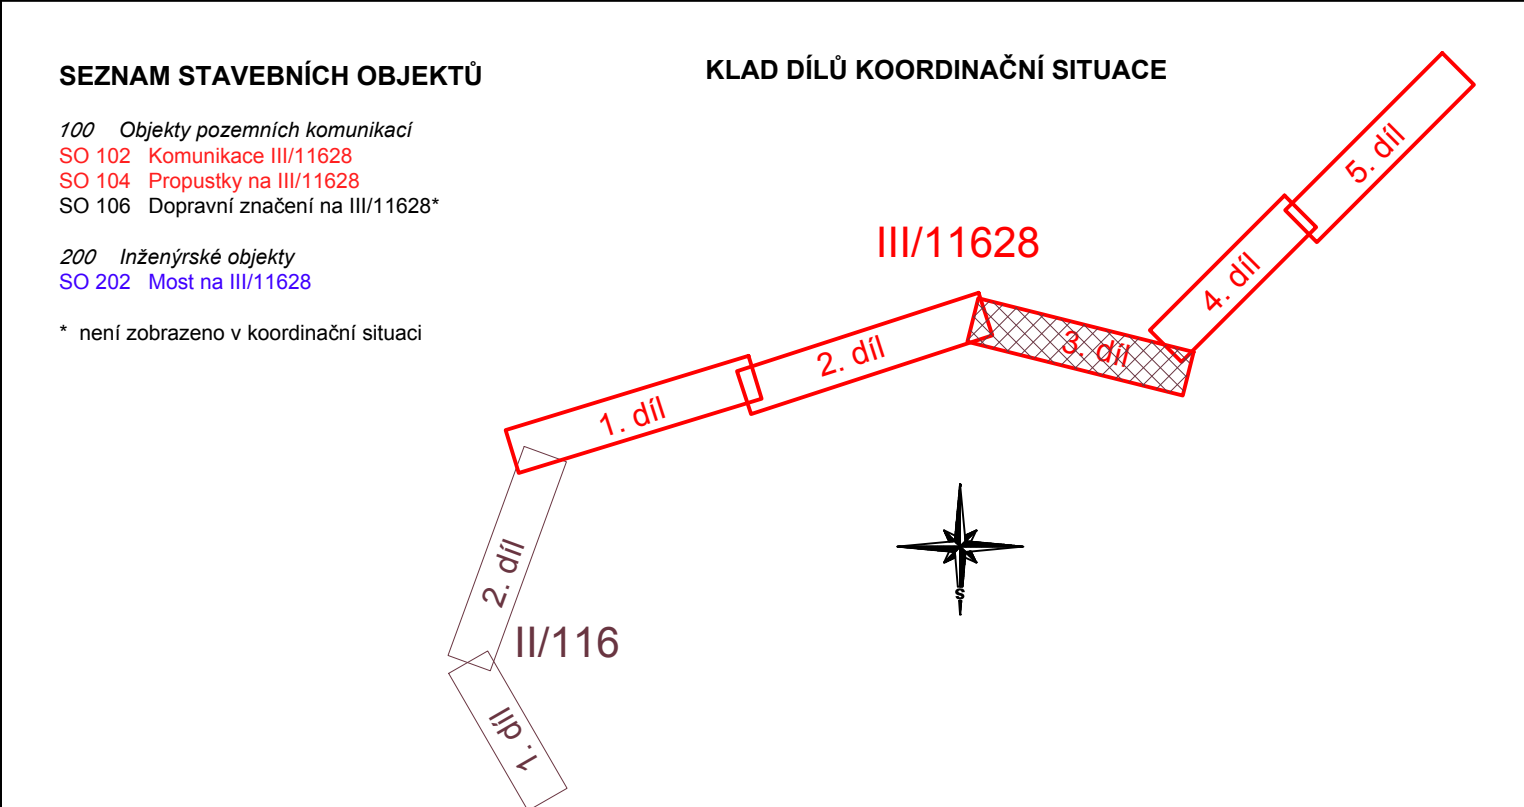 SEZNAM STAVEBNÍCH OBJEKTŮ
100 Objekty pozemních komunikací
SO 102 Komunikace III/11628
SO 104 Propustky na III/11628
SO 106 Dopravní značení na III/11628*
200 Inženýrské objekty
SO 202 Most na III/11628
* není zobrazeno v koordinační situaci
KLAD DÍLŮ KOORDINAČNÍ SITUACE
III/11628
1. díl
2. díl
3. díl
4. díl
5. díl
II/116
2. díl
1. díl
S